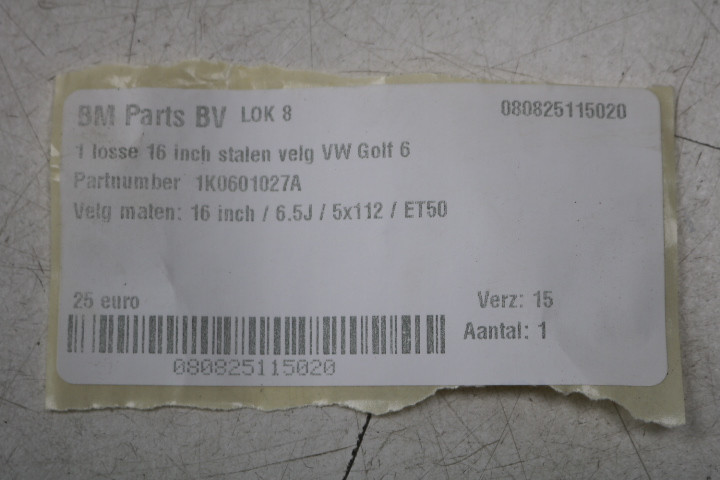 BM Parts BV LOK 8 080825115020
1 losse 16 inch stalen velg VW Golf 6
Partnumber 1K0601027A
Velg maten: 16 inch / 6.5J / 5x112 / ET50
25 euro Verz: 15
Aantal: 1
080825115020